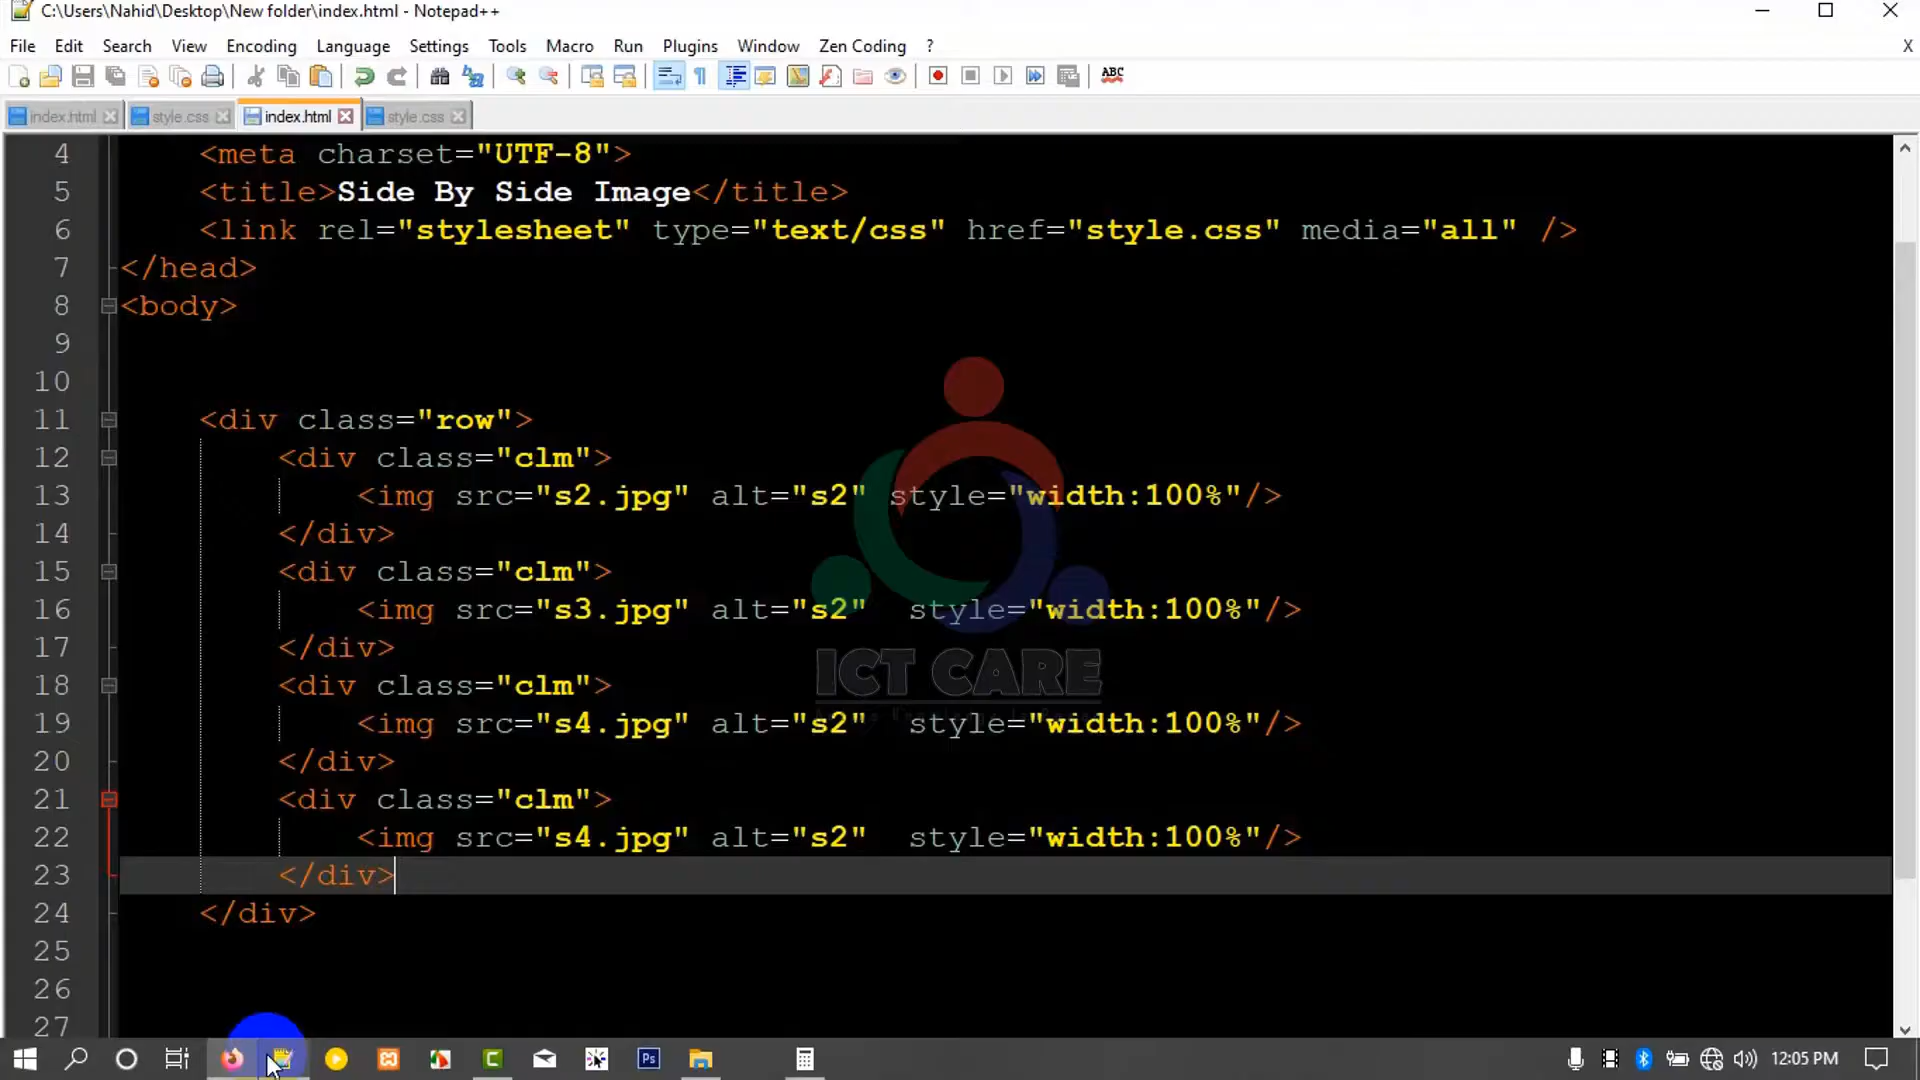 C:\Users\Nahid\Desktop\New folder\index.html - Notepad++
File Edit Search View Encoding Language Settings Tools Macro Run Plugins Window Zen Coding ? X
ABC
index.html style.css index.html style.css
4 <meta charset="UTF-8">
5 <title>Side By Side Image</title>
6 <link rel="stylesheet" type="text/css" href="style.css" media="all" />
7 </head>
8 <body>
9
10
11 <div class="row">
12 <div class="clm">
13 <img src="s2.jpg" alt="s2" style="width:100%"/>
14 </div>
15 <div class="clm">
16 <img src="s3.jpg" alt="s2"  style="width:100%"/>
17 </div>
18 <div class="clm">
19 <img src="s4.jpg" alt="s2"  style="width:100%"/>
20 </div>
21 <div class="clm">
22 <img src="s4.jpg" alt="s2"  style="width:100%"/>
23 </div>
24 </div>
25
26
27
ICT CARE
Ps
12:05 PM